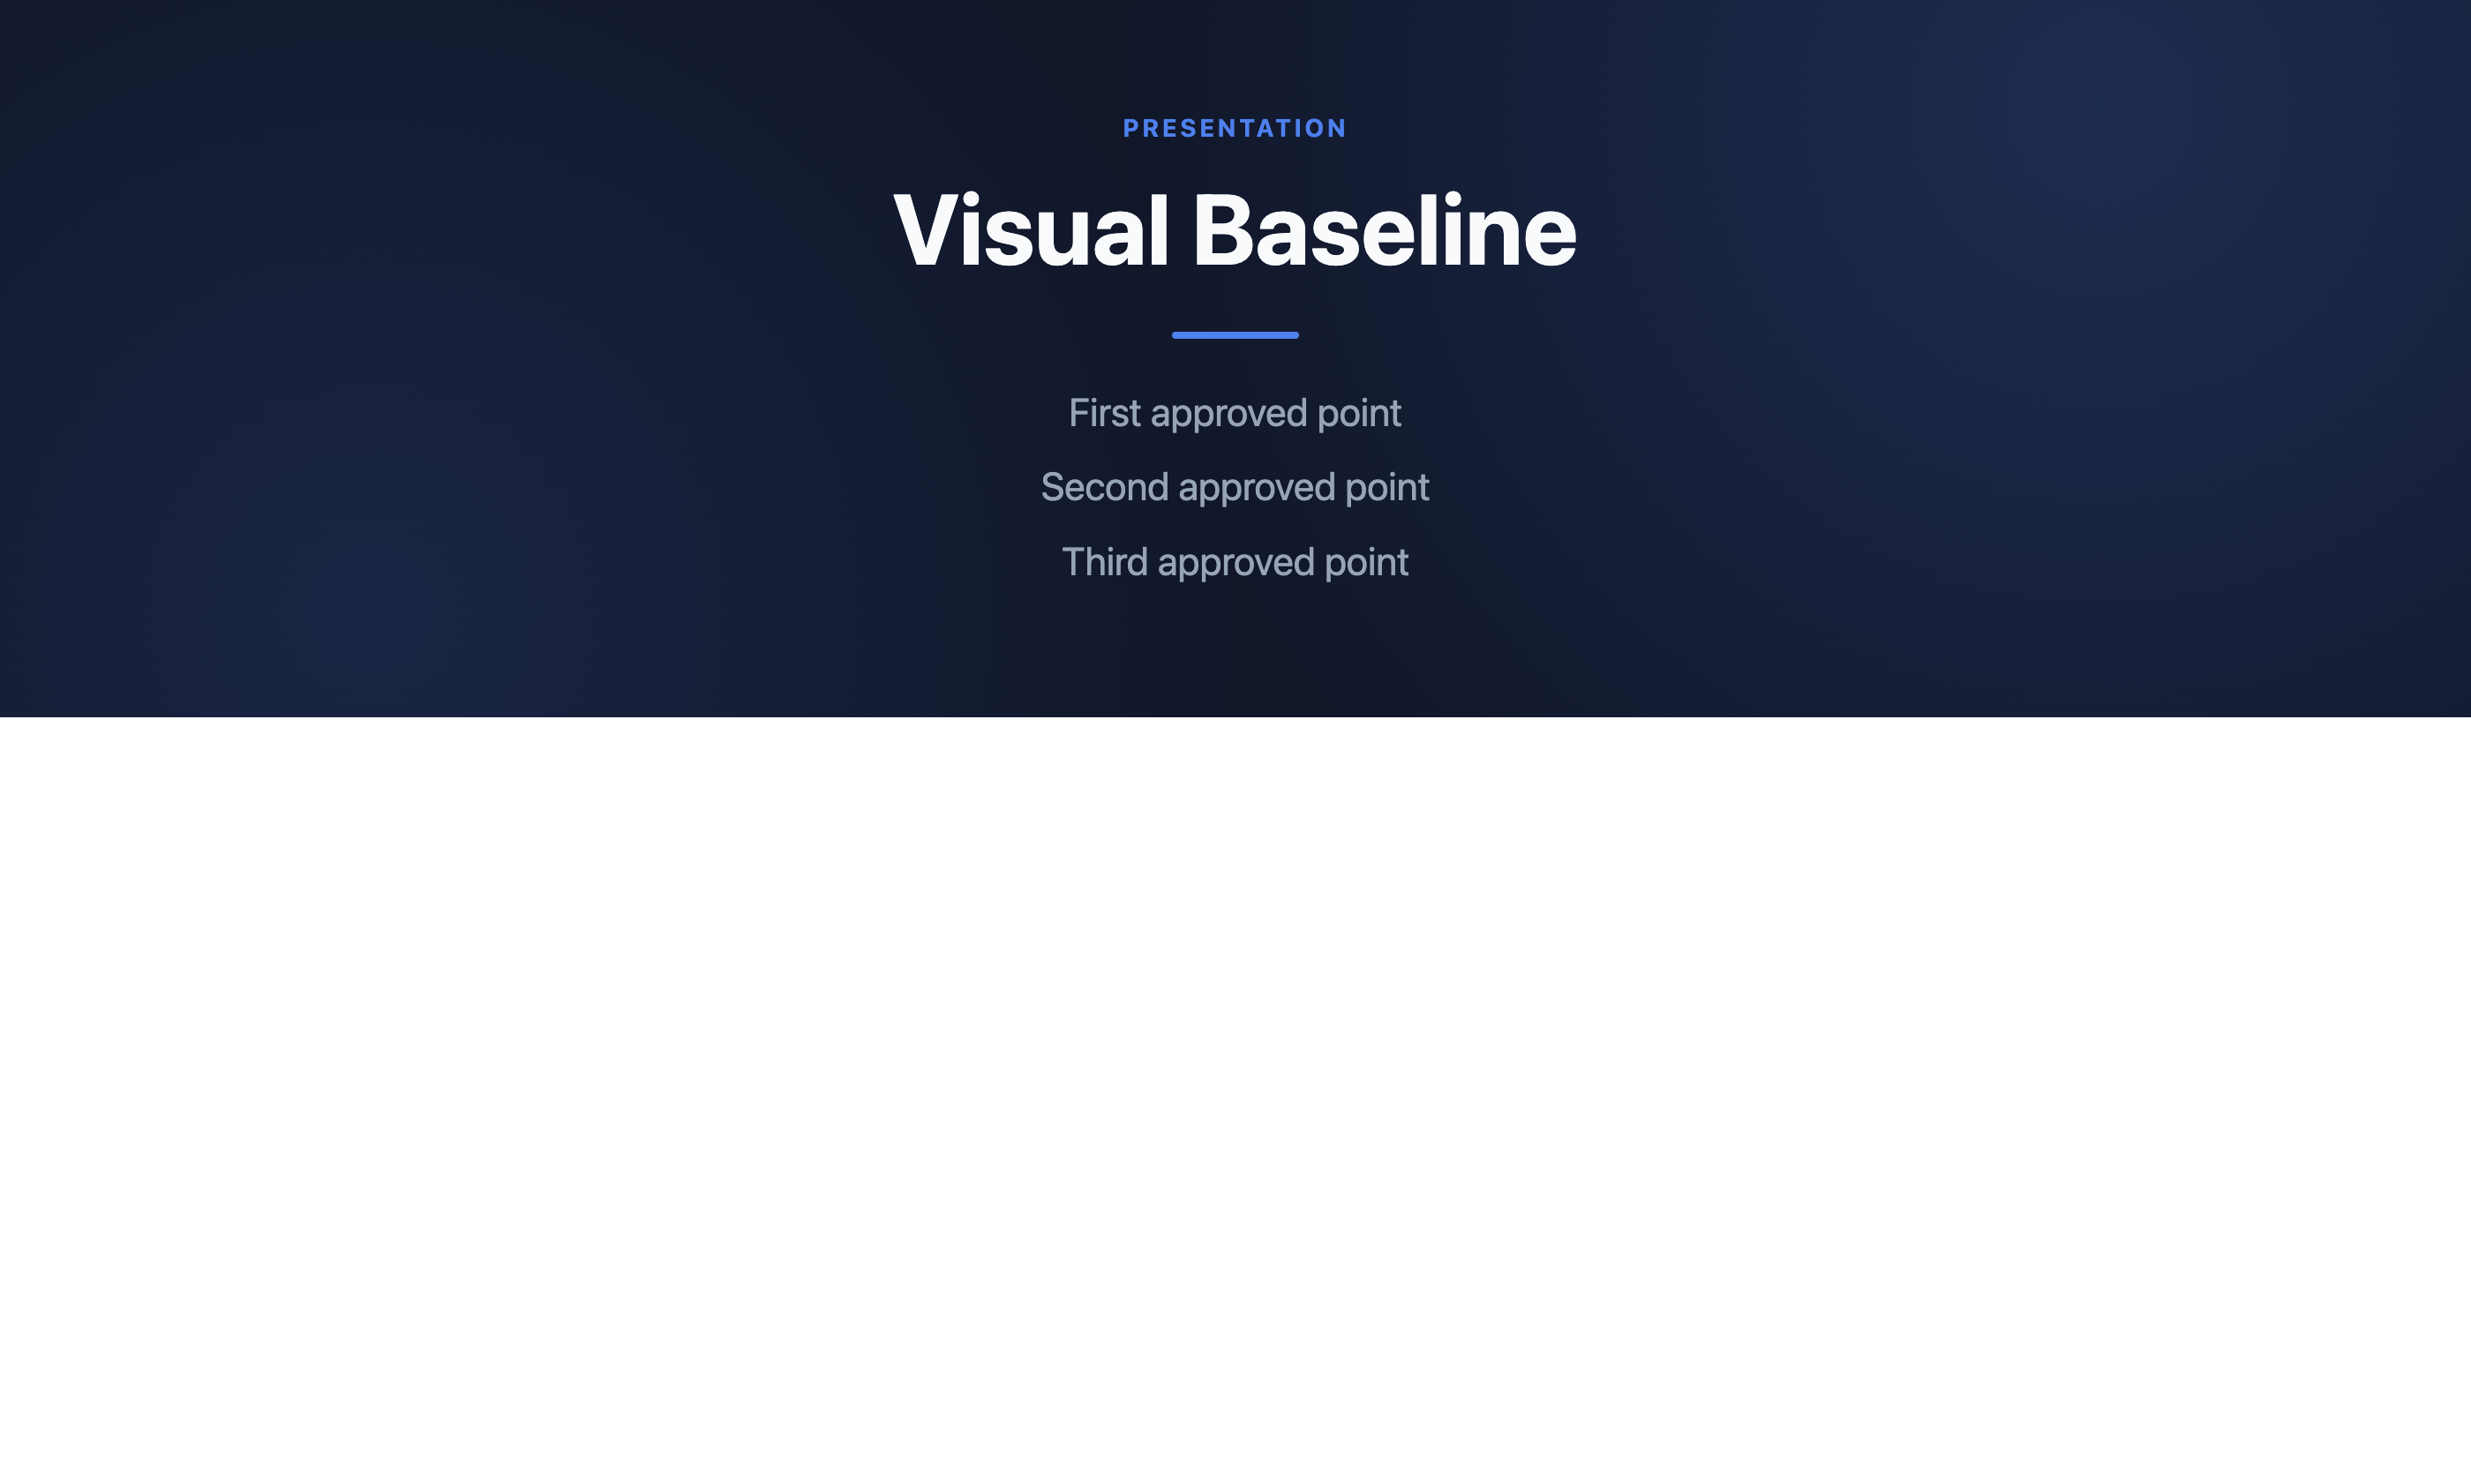 PRESENTATION
Visual Baseline
First approved point
Second approved point
Third approved point